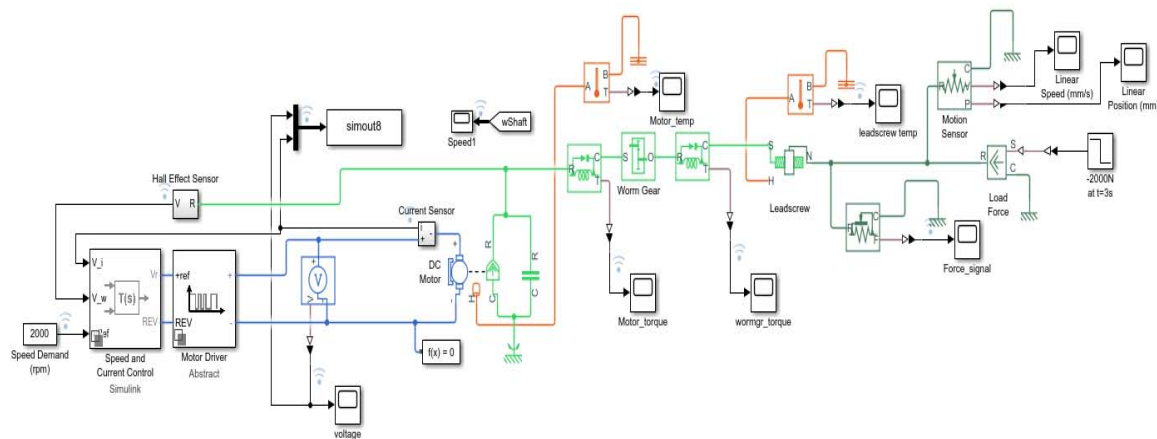 B
A
T
Motor_temp
B
A
T
leadscrew temp
C
R
V
P
Motion
Sensor
Linear
Speed (mm/s)
Linear
Position (mm
simout8
wShaft
Speed1
C
R
T
S
O
Worm Gear
C
R
T
S
N
H
Leadscrew
R
S
C
Load
Force
-2000N
at t=3s
Hall Effect Sensor
V R
Current Sensor
I
+
-
DC
Motor
+
-
H
R
C
R
C
R
C
F
Force_signal
V_i
V_w
T(s)
Vr
REV
+ref
REV
+
-
+
V
V
-
2000
Speed Demand
(rpm)
Speed and
Current Control
Simulink
Motor Driver
Abstract
f(x) = 0
Motor_torque
wormgr_torque
voltage